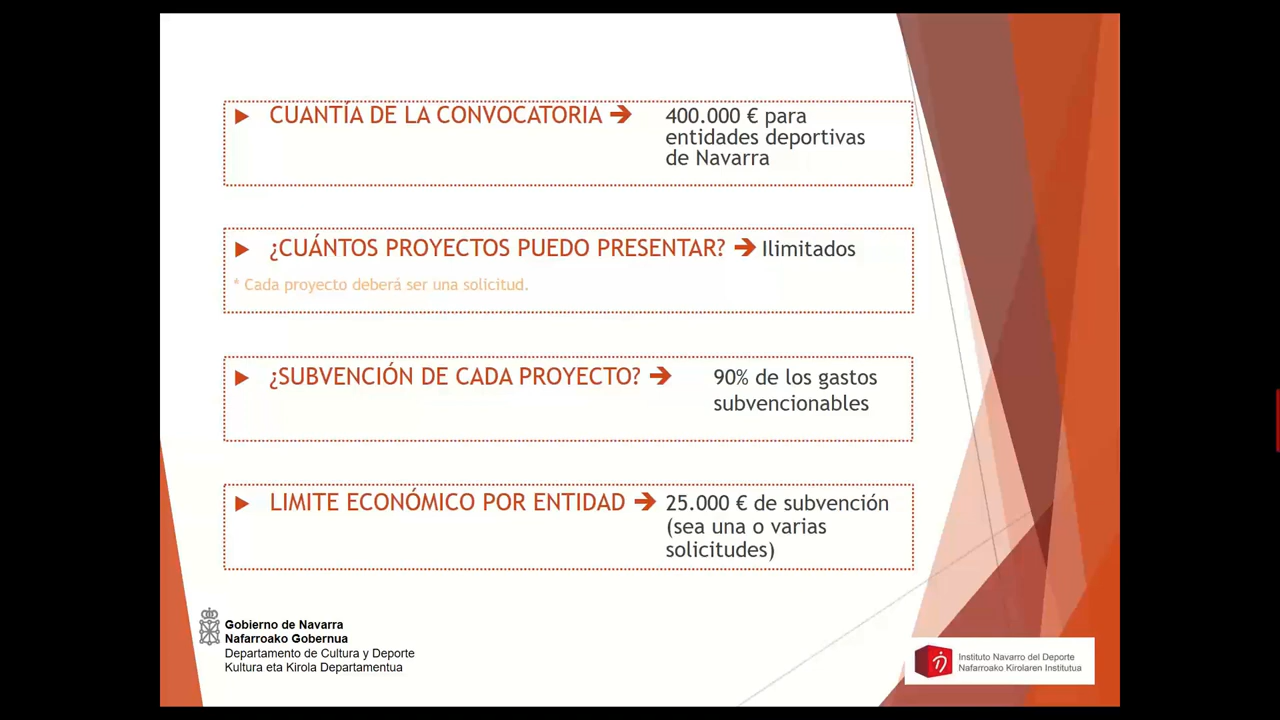 CUANTÍA DE LA CONVOCATORIA ➔ 400.000 € para
entidades deportivas
de Navarra
¿CUÁNTOS PROYECTOS PUEDO PRESENTAR? ➔ Ilimitados
* Cada proyecto deberá ser una solicitud.
¿SUBVENCIÓN DE CADA PROYECTO? ➔ 90% de los gastos
subvencionables
LIMITE ECONÓMICO POR ENTIDAD ➔ 25.000 € de subvención
(sea una o varias
solicitudes)
Gobierno de Navarra
Nafarroako Gobernua
Departamento de Cultura y Deporte
Kultura eta Kirola Departamentua
Instituto Navarro del Deporte
Nafarroako Kirolaren Institutua